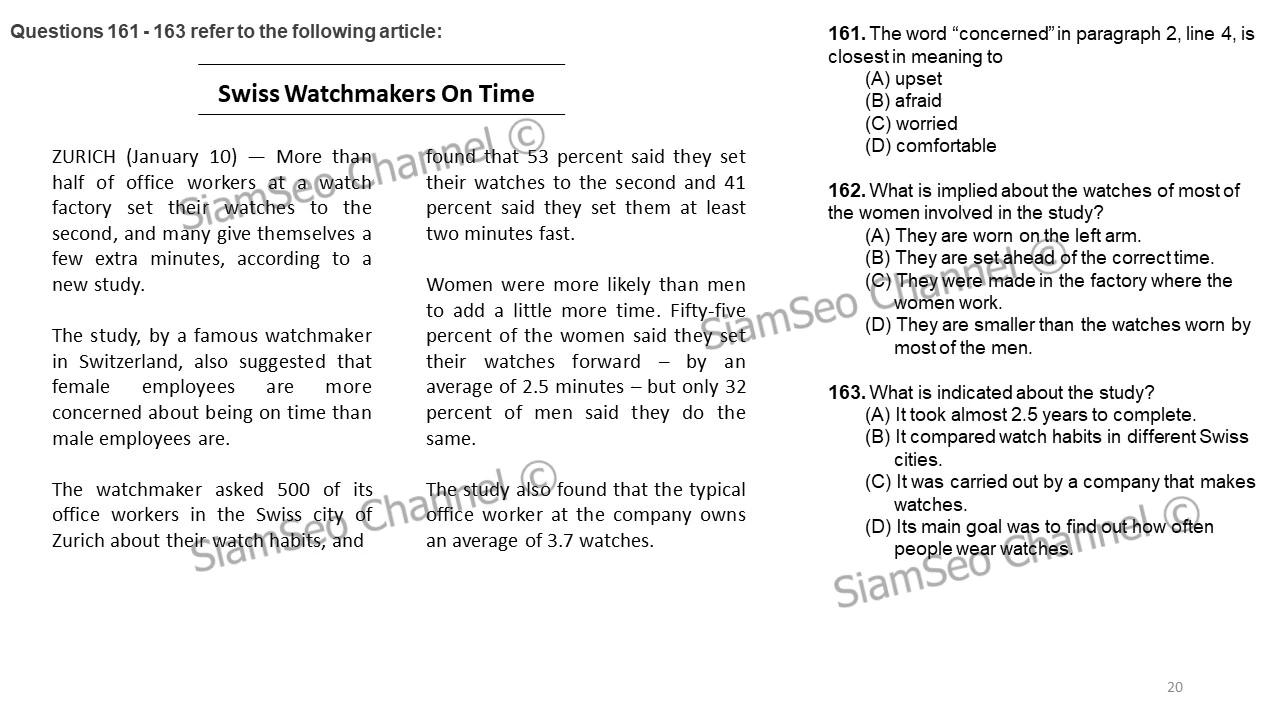 Questions 161 - 163 refer to the following article:
Swiss Watchmakers On Time
ZURICH (January 10) — More than
half of office workers at a watch
factory set their watches to the
second, and many give themselves a
few extra minutes, according to a
new study.
The study, by a famous watchmaker
in Switzerland, also suggested that
female employees are more
concerned about being on time than
male employees are.
The watchmaker asked 500 of its
office workers in the Swiss city of
Zurich about their watch habits, and
found that 53 percent said they set
their watches to the second and 41
percent said they set them at least
two minutes fast.
Women were more likely than men
to add a little more time. Fifty-five
percent of the women said they set
their watches forward – by an
average of 2.5 minutes – but only 32
percent of men said they do the
same.
The study also found that the typical
office worker at the company owns
an average of 3.7 watches.
161. The word “concerned” in paragraph 2, line 4, is
closest in meaning to
(A) upset
(B) afraid
(C) worried
(D) comfortable
162. What is implied about the watches of most of
the women involved in the study?
(A) They are worn on the left arm.
(B) They are set ahead of the correct time.
(C) They were made in the factory where the
women work.
(D) They are smaller than the watches worn by
most of the men.
163. What is indicated about the study?
(A) It took almost 2.5 years to complete.
(B) It compared watch habits in different Swiss
cities.
(C) It was carried out by a company that makes
watches.
(D) Its main goal was to find out how often
people wear watches.
SiamSeo Channel ©
SiamSeo Channel ©
SiamSeo Channel ©
SiamSeo Channel ©
20